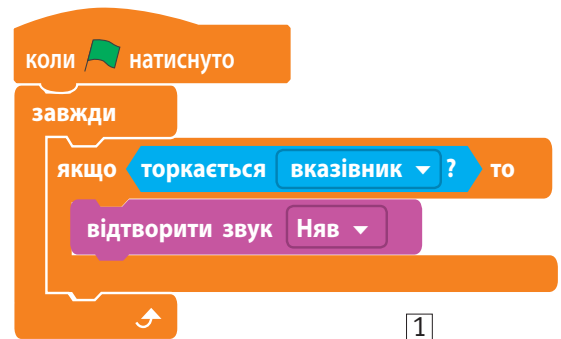 коли натиснуто
завжди
якщо торкається вказівник ? то
відтворити звук Няв
1